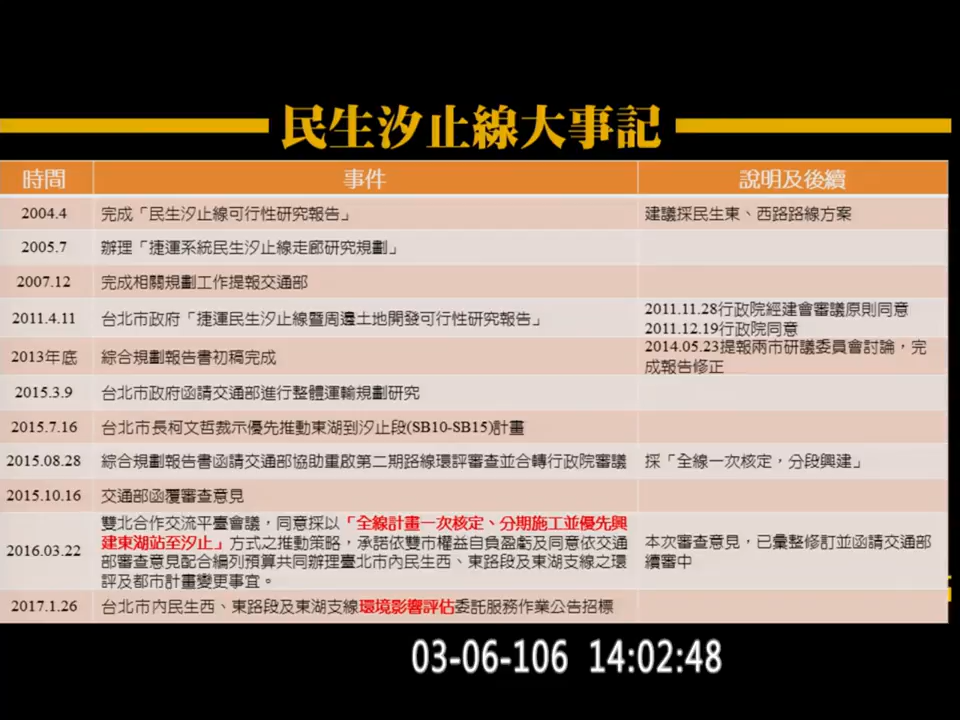 民生汐止線大事記
時間 事件 說明及後續
2004.4 完成「民生汐止線可行性研究報告」 建議採民生東、西路路線方案
2005.7 辦理「捷運系統民生汐止線走廊研究規劃」
2007.12 完成相關規劃工作提報交通部
2011.4.11 台北市政府「捷運民生汐止線暨周邊土地開發可行性研究報告」 2011.11.28行政院經建會審議原則同意
2011.12.19行政院同意
2013年底 綜合規劃報告書初稿完成 2014.05.23提報兩市研議委員會討論，完
成報告修正
2015.3.9 台北市政府函請交通部進行整體運輸規劃研究
2015.7.16 台北市長柯文哲裁示優先推動東湖到汐止段(SB10-SB15)計畫
2015.08.28 綜合規劃報告書函請交通部協助重啟第二期路線環評審查並合轉行政院審議 採「全線一次核定，分段興建」
2015.10.16 交通部函覆審查意見
2016.03.22 雙北合作交流平臺會議，同意採以「全線計畫一次核定、分期施工並優先興
建東湖站至汐止」方式之推動策略，承諾依雙市權益自負盈虧及同意依交通
部審查意見配合編列預算共同辦理臺北市內民生西、東路段及東湖支線之環
評及都市計畫變更事宜。
本次審查意見，已彙整修訂並函請交通部
續審中
2017.1.26 台北市內民生西、東路段及東湖支線環境影響評估委託服務作業公告招標
03-06-106 14:02:48